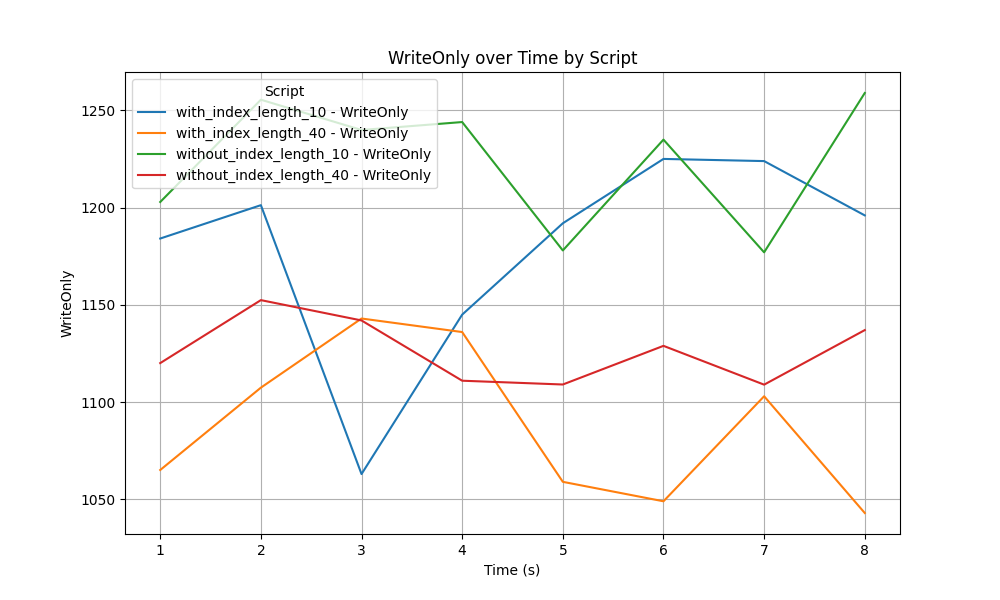 WriteOnly over Time by Script
Script
with_index_length_10 - WriteOnly
with_index_length_40 - WriteOnly
without_index_length_10 - WriteOnly
without_index_length_40 - WriteOnly
1250
1200
1150
1100
1050
WriteOnly
1 2 3 4 5 6 7 8
Time (s)